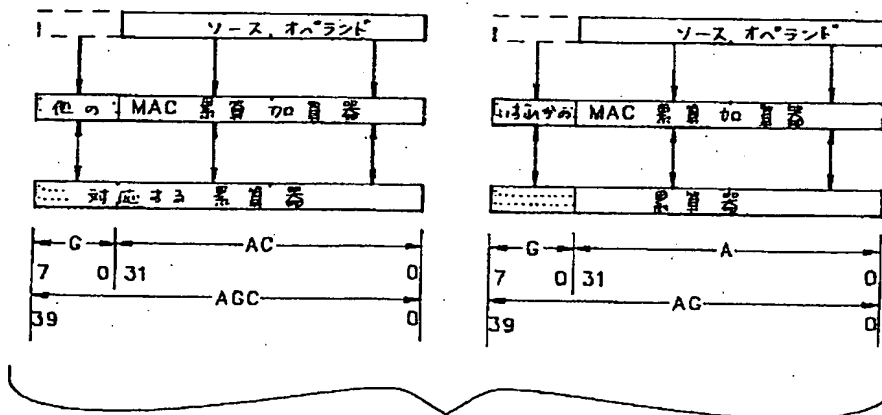 ソース、オペランド
他の MAC 累算加算器
対応する 累算器
G AC
7 0 31 0
AGC
39 0
ソース、オペランド
いずれかの MAC 累算加算器
累算器
G A
7 0 31 0
AG
39 0